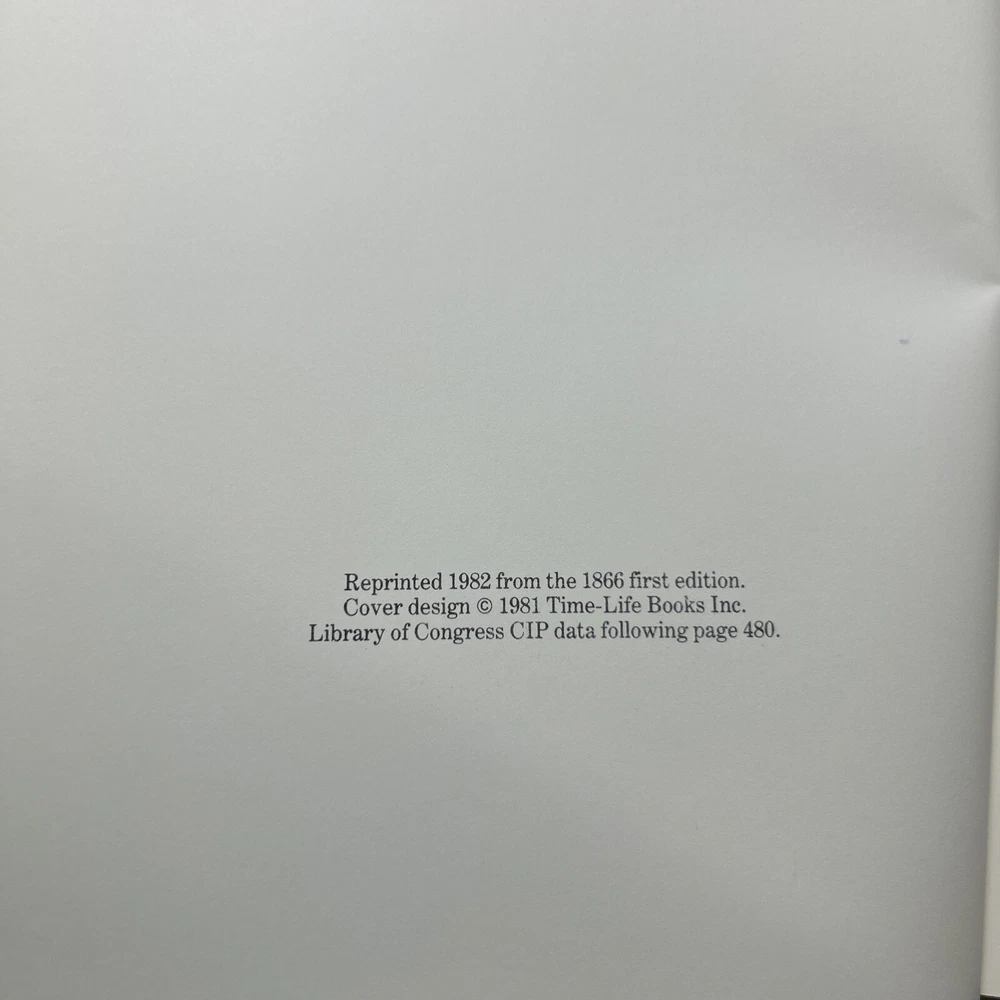 Reprinted 1982 from the 1866 first edition.
Cover design © 1981 Time-Life Books Inc.
Library of Congress CIP data following page 480.